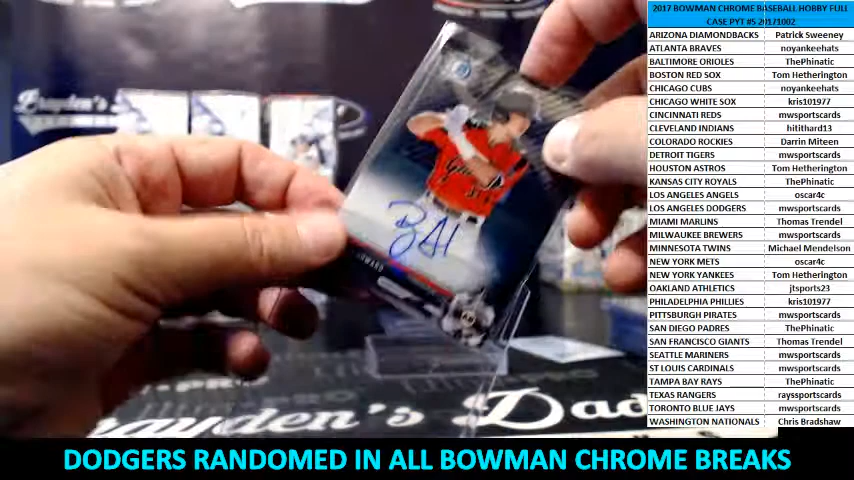 2017 BOWMAN CHROME BASEBALL HOBBY FULL
CASE PYT #5 20171002
ARIZONA DIAMONDBACKS Patrick Sweeney
ATLANTA BRAVES noyankeehats
BALTIMORE ORIOLES ThePhinatic
BOSTON RED SOX Tom Hetherington
CHICAGO CUBS noyankeehats
CHICAGO WHITE SOX kris101977
CINCINNATI REDS mwsportscards
CLEVELAND INDIANS hitithard13
COLORADO ROCKIES Darrin Miteen
DETROIT TIGERS mwsportscards
HOUSTON ASTROS Tom Hetherington
KANSAS CITY ROYALS ThePhinatic
LOS ANGELES ANGELS oscar4c
LOS ANGELES DODGERS mwsportscards
MIAMI MARLINS Thomas Trendel
MILWAUKEE BREWERS mwsportscards
MINNESOTA TWINS Michael Mendelson
NEW YORK METS oscar4c
NEW YORK YANKEES Tom Hetherington
OAKLAND ATHLETICS jtsports23
PHILADELPHIA PHILLIES kris101977
PITTSBURGH PIRATES mwsportscards
SAN DIEGO PADRES ThePhinatic
SAN FRANCISCO GIANTS Thomas Trendel
SEATTLE MARINERS mwsportscards
ST LOUIS CARDINALS mwsportscards
TAMPA BAY RAYS ThePhinatic
TEXAS RANGERS rayssportscards
TORONTO BLUE JAYS mwsportscards
WASHINGTON NATIONALS Chris Bradshaw
Brayden's
Brayden's Dad
DODGERS RANDOMED IN ALL BOWMAN CHROME BREAKS